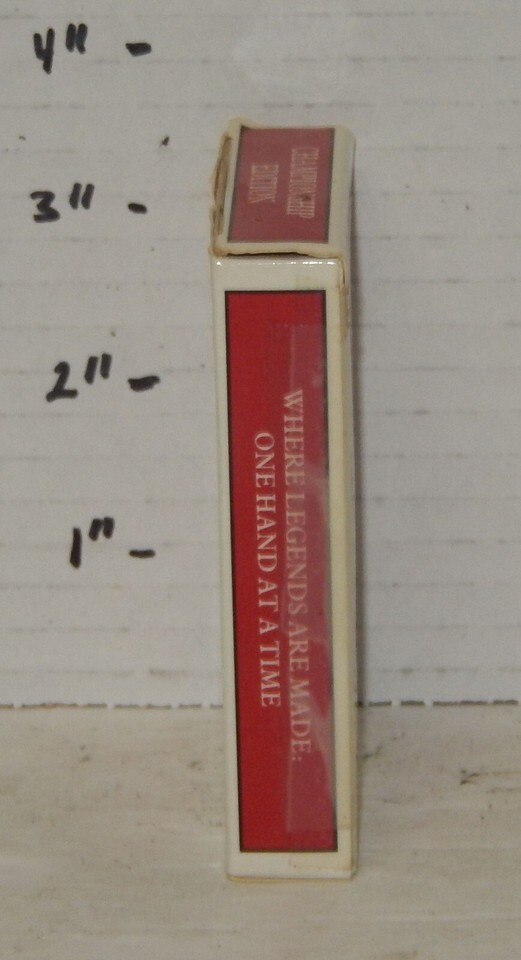 4" -
3" -
2" -
1" -
CHAMPIONSHIP
EDITION
WHERE LEGENDS ARE MADE:
ONE HAND AT A TIME